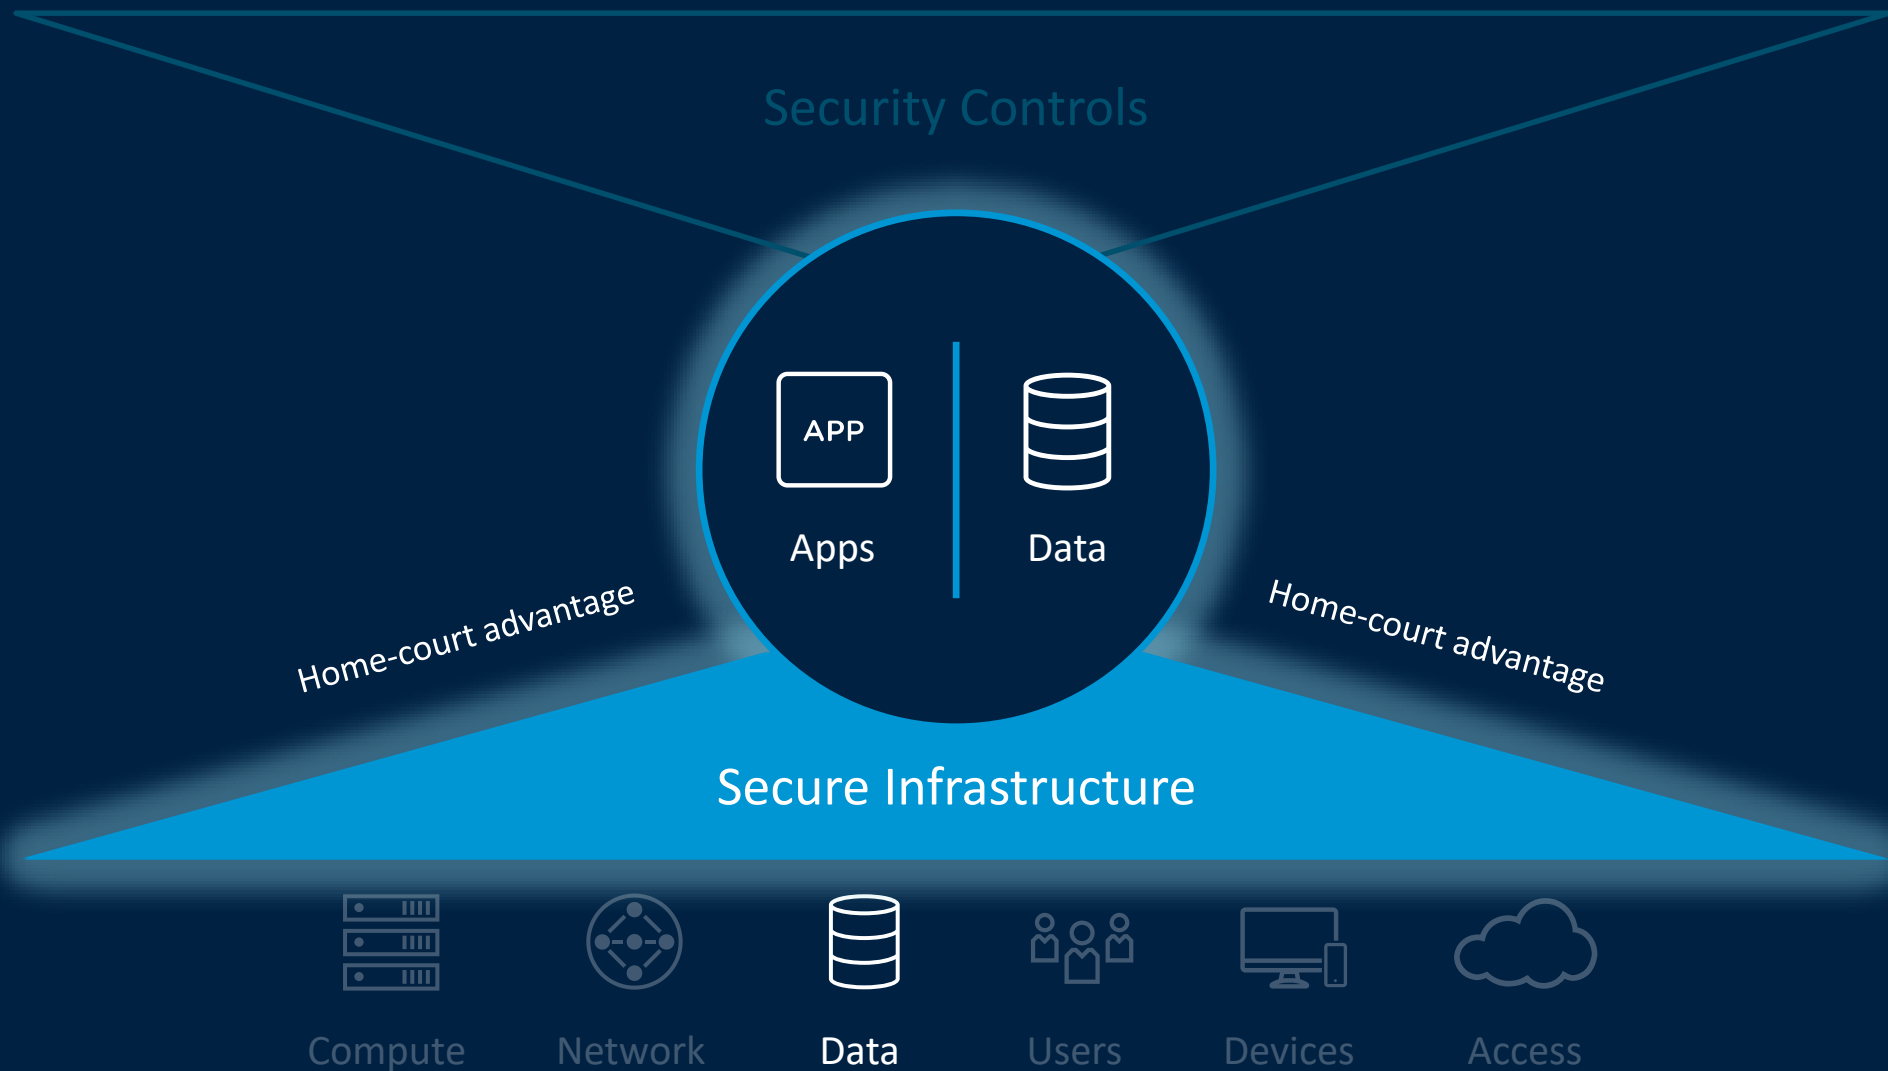 Security Controls
APP
Apps
Data
Home-court advantage
Home-court advantage
Secure Infrastructure
Compute
Network
Data
Users
Devices
Access